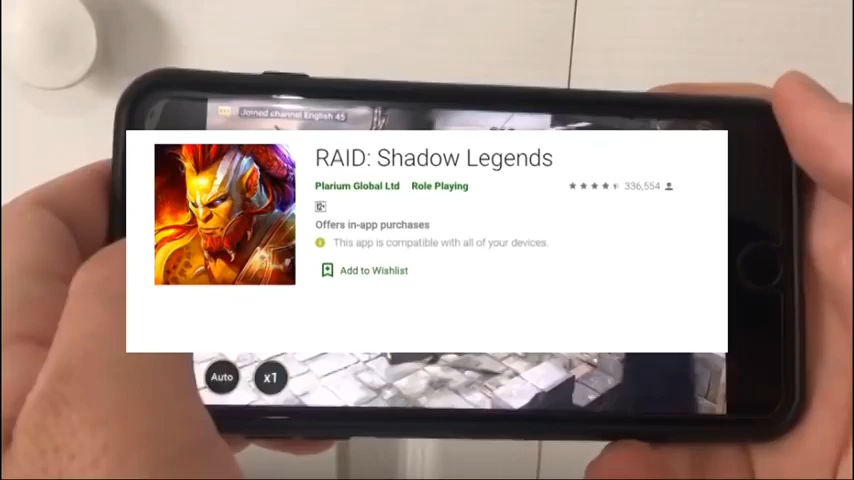 Joined channel English 45
RAID: Shadow Legends
Plarium Global Ltd Role Playing 336,554
12+
Offers in-app purchases
This app is compatible with all of your devices.
Add to Wishlist
Auto x1